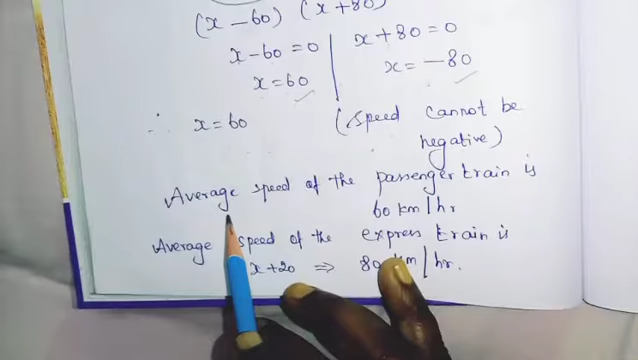 (x – 60) (x + 80)
x – 60 = 0 | x + 80 = 0
x = 60 | x = – 80
∴ x = 60 (speed cannot be
negative)
Average speed of the passenger train is
60 km/hr
Average speed of the express train is
x + 20 ⇒ 80 km/hr.